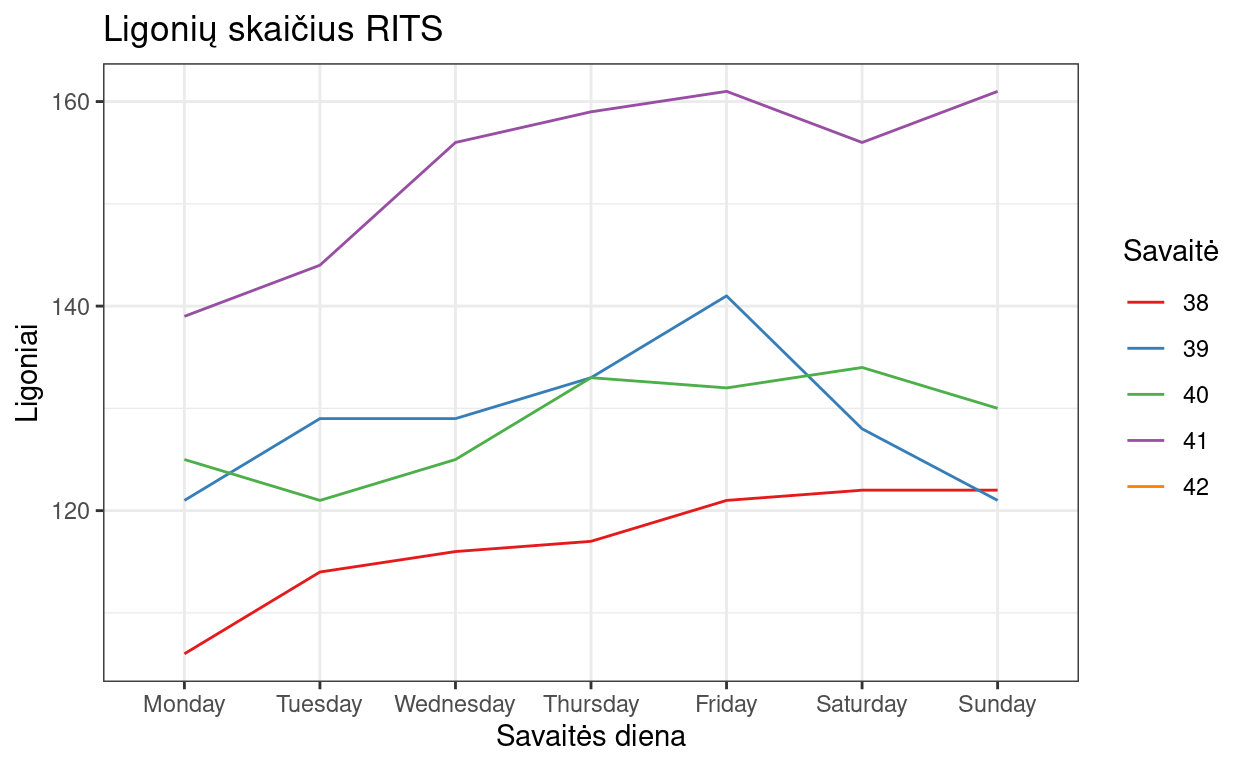 Ligonių skaičius RITS
160
140
120
Ligoniai
Monday Tuesday Wednesday Thursday Friday Saturday Sunday
Savaitės diena
Savaitė
38
39
40
41
42